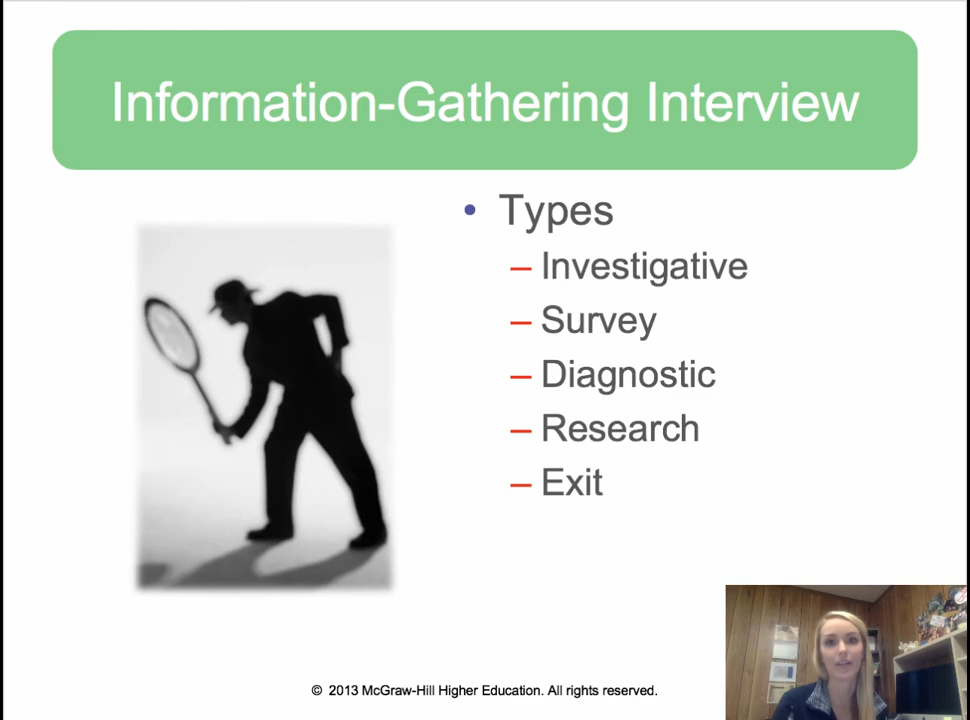 Information-Gathering Interview
• Types
– Investigative
– Survey
– Diagnostic
– Research
– Exit
© 2013 McGraw-Hill Higher Education. All rights reserved.